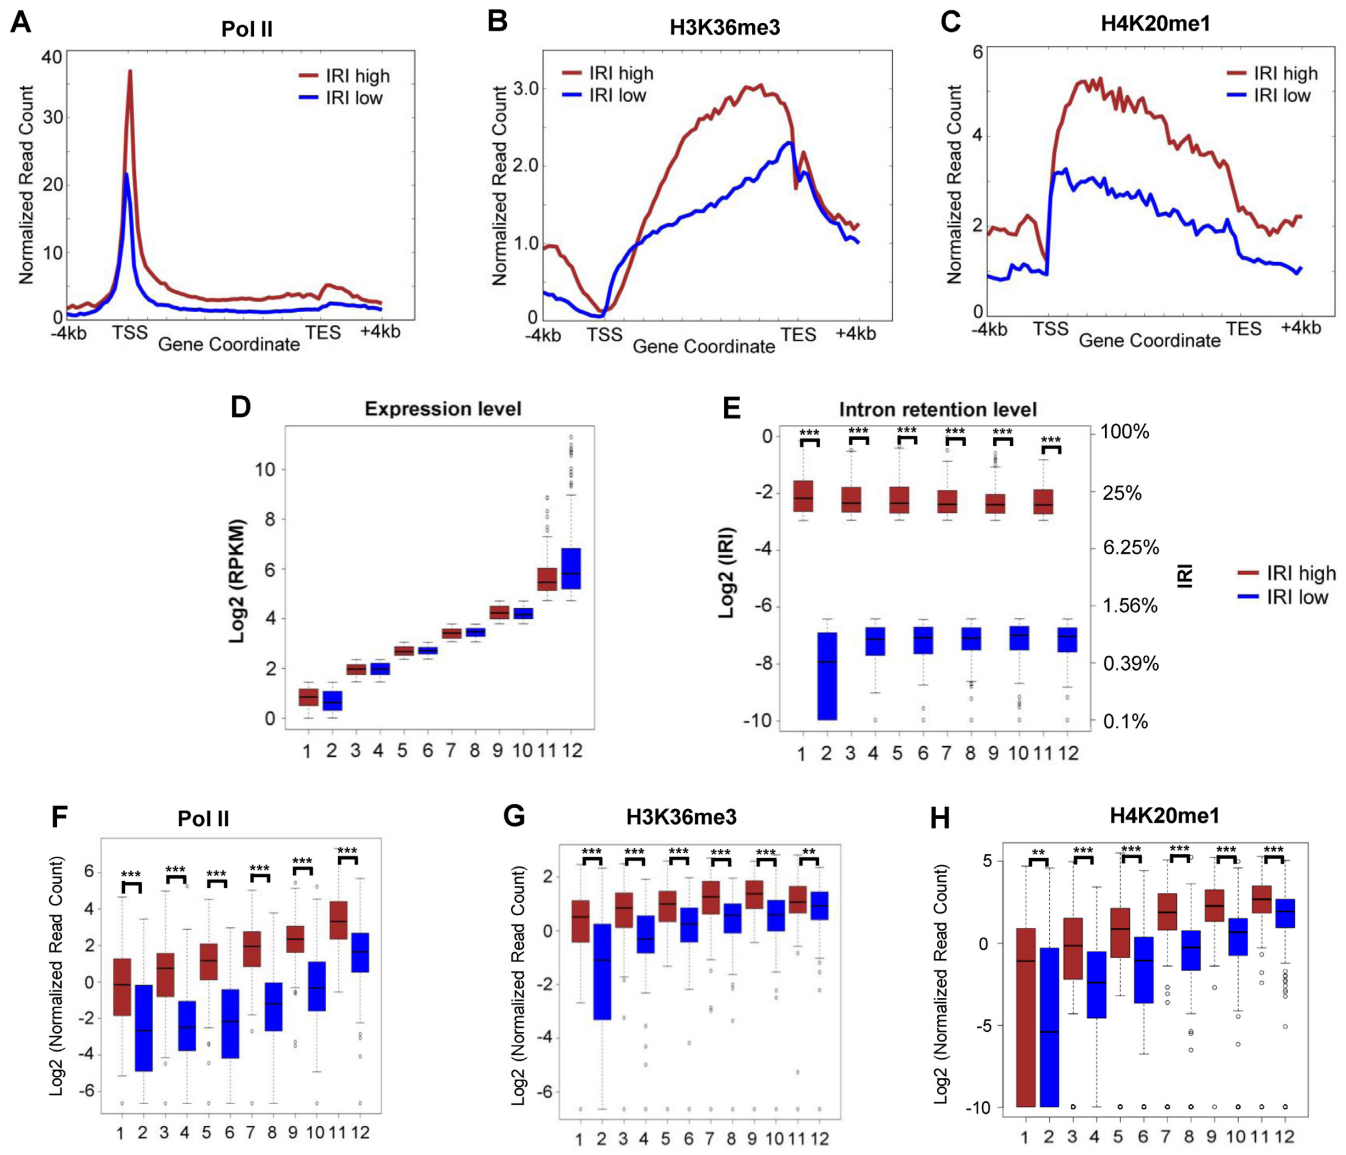 A
Pol II
Normalized Read Count
40
30
20
10
0
IRI high
IRI low
-4kb
TSS
TES
+4kb
Gene Coordinate
B
H3K36me3
Normalized Read Count
3.0
2.0
1.0
0
IRI high
IRI low
-4kb
TSS
TES
+4kb
Gene Coordinate
C
H4K20me1
Normalized Read Count
6
4
2
0
IRI high
IRI low
-4kb
TSS
TES
+4kb
Gene Coordinate
D
Expression level
Log2 (RPKM)
10
8
6
4
2
0
1 2 3 4 5 6 7 8 9 10 11 12
E
Intron retention level
Log2 (IRI)
0
-2
-4
-6
-8
-10
*** *** *** *** *** ***
100%
25%
6.25%
1.56%
0.39%
0.1%
IRI
1 2 3 4 5 6 7 8 9 10 11 12
IRI high
IRI low
F
Pol II
Log2 (Normalized Read Count)
6
4
2
0
-2
-4
-6
*** *** *** *** *** ***
1 2 3 4 5 6 7 8 9 10 11 12
G
H3K36me3
Log2 (Normalized Read Count)
2
0
-2
-4
-6
*** *** *** *** *** **
1 2 3 4 5 6 7 8 9 10 11 12
H
H4K20me1
Log2 (Normalized Read Count)
5
0
-5
-10
** *** *** *** *** ***
1 2 3 4 5 6 7 8 9 10 11 12